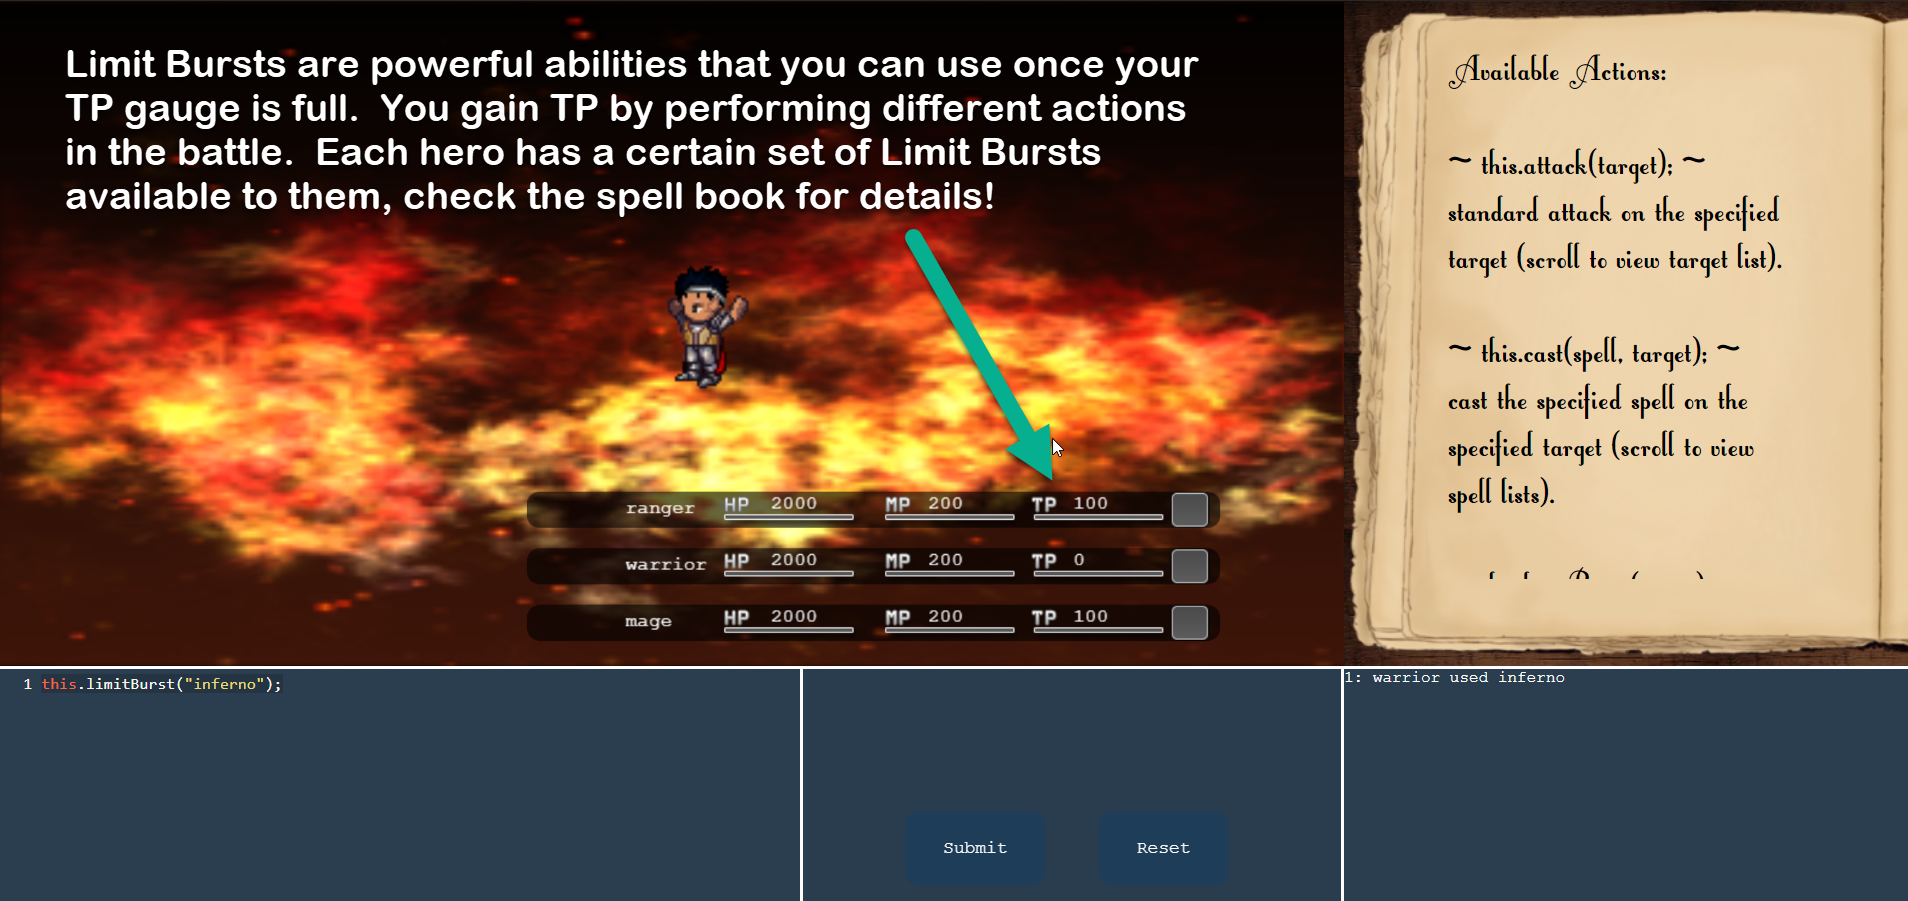 Limit Bursts are powerful abilities that you can use once your
TP gauge is full.  You gain TP by performing different actions
in the battle.  Each hero has a certain set of Limit Bursts
available to them, check the spell book for details!
ranger HP 2000 MP 200 TP 100
warrior HP 2000 MP 200 TP 0
mage HP 2000 MP 200 TP 100
Available Actions:
~ this.attack(target); ~
standard attack on the specified
target (scroll to view target list).
~ this.cast(spell, target); ~
cast the specified spell on the
specified target (scroll to view
spell lists).
1 this.limitBurst("inferno");
Submit
Reset
1: warrior used inferno